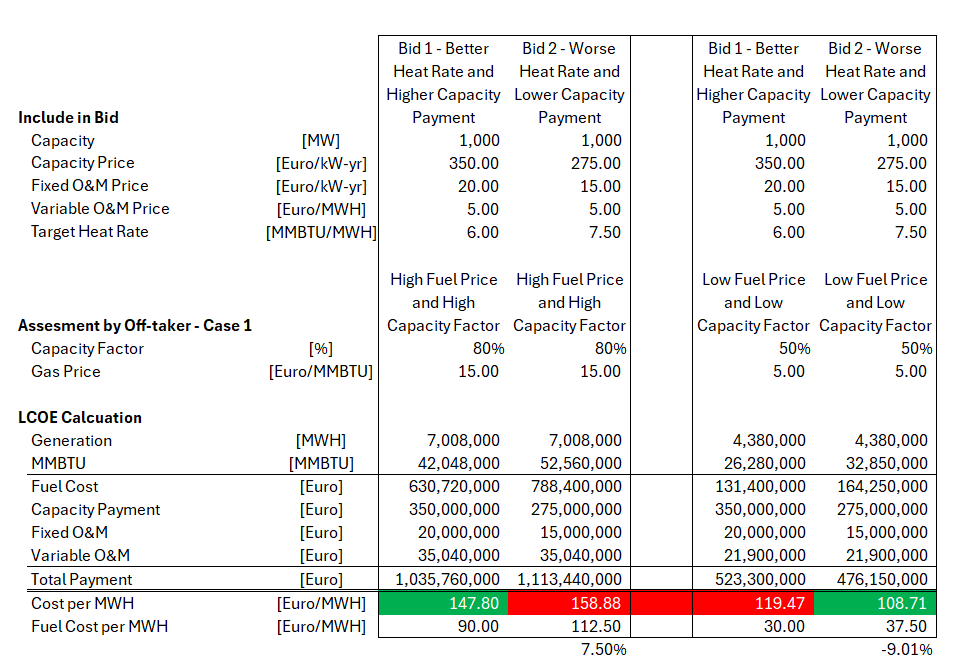 Bid 1 - Better Bid 2 - Worse Bid 1 - Better Bid 2 - Worse
Heat Rate and Heat Rate and Heat Rate and Heat Rate and
Higher Capacity Lower Capacity Higher Capacity Lower Capacity
Include in Bid Payment Payment Payment Payment
Capacity [MW] 1,000 1,000 1,000 1,000
Capacity Price [Euro/kW-yr] 350.00 275.00 350.00 275.00
Fixed O&M Price [Euro/kW-yr] 20.00 15.00 20.00 15.00
Variable O&M Price [Euro/MWH] 5.00 5.00 5.00 5.00
Target Heat Rate [MMBTU/MWH] 6.00 7.50 6.00 7.50
High Fuel Price High Fuel Price Low Fuel Price Low Fuel Price
and High and High and Low and Low
Assesment by Off-taker - Case 1 Capacity Factor Capacity Factor Capacity Factor Capacity Factor
Capacity Factor [%] 80% 80% 50% 50%
Gas Price [Euro/MMBTU] 15.00 15.00 5.00 5.00
LCOE Calcuation
Generation [MWH] 7,008,000 7,008,000 4,380,000 4,380,000
MMBTU [MMBTU] 42,048,000 52,560,000 26,280,000 32,850,000
Fuel Cost [Euro] 630,720,000 788,400,000 131,400,000 164,250,000
Capacity Payment [Euro] 350,000,000 275,000,000 350,000,000 275,000,000
Fixed O&M [Euro] 20,000,000 15,000,000 20,000,000 15,000,000
Variable O&M [Euro] 35,040,000 35,040,000 21,900,000 21,900,000
Total Payment [Euro] 1,035,760,000 1,113,440,000 523,300,000 476,150,000
Cost per MWH [Euro/MWH] 147.80 158.88 119.47 108.71
Fuel Cost per MWH [Euro/MWH] 90.00 112.50 30.00 37.50
7.50% -9.01%